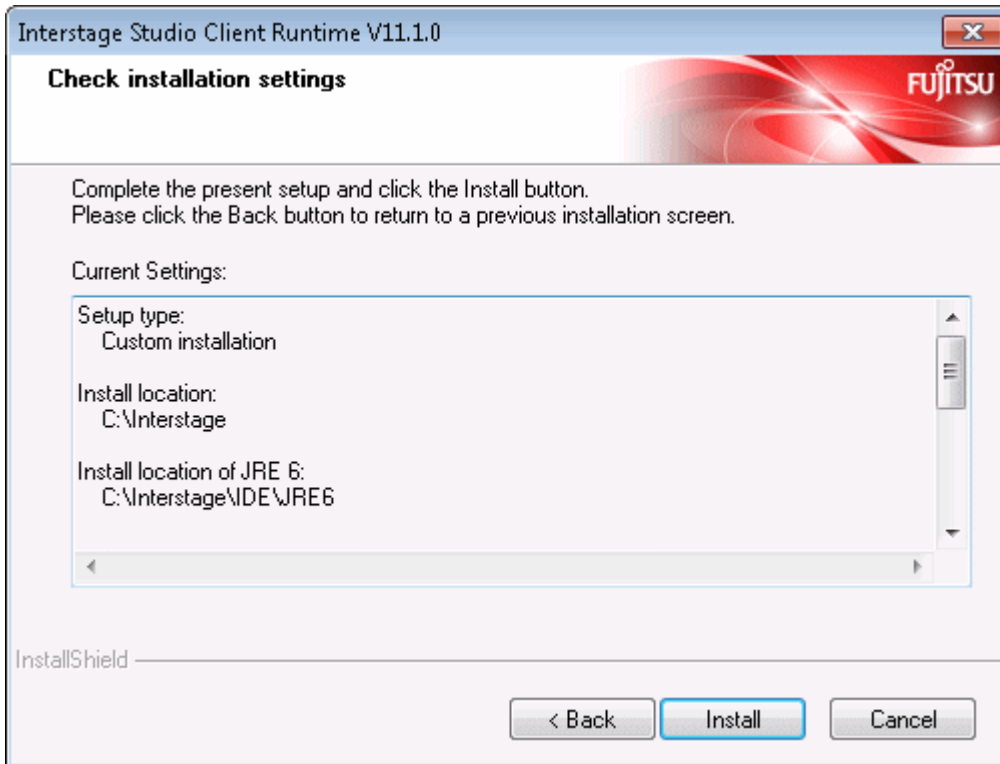 Interstage Studio Client Runtime V11.1.0
Check installation settings
FUJITSU
Complete the present setup and click the Install button.
Please click the Back button to return to a previous installation screen.
Current Settings:
Setup type:
Custom installation
Install location:
C:\Interstage
Install location of JRE 6:
C:\Interstage\IDE\JRE6
InstallShield
< Back
Install
Cancel